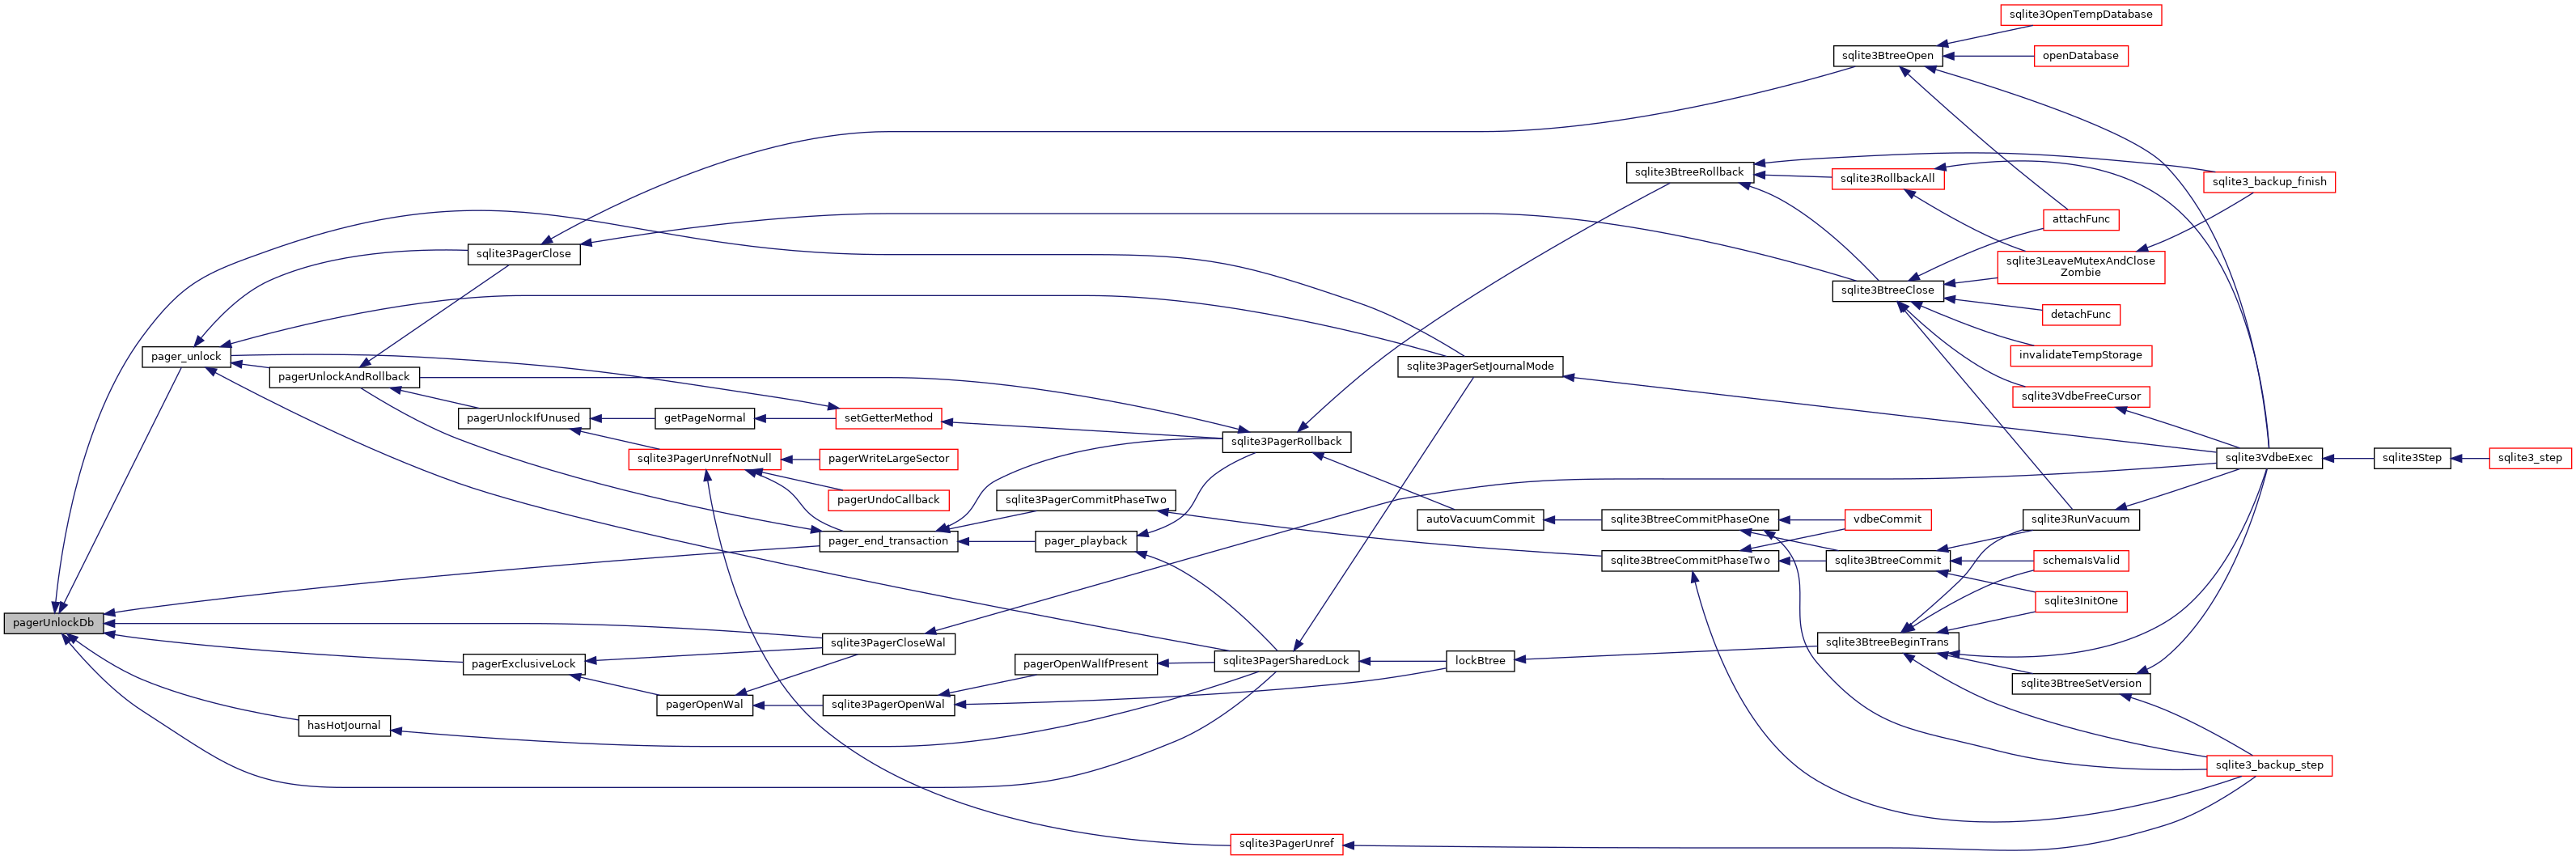 sqlite3OpenTempDatabase
sqlite3BtreeOpen
openDatabase
sqlite3BtreeRollback
sqlite3RollbackAll
sqlite3_backup_finish
attachFunc
sqlite3PagerClose
sqlite3LeaveMutexAndClose
Zombie
sqlite3BtreeClose
detachFunc
pager_unlock
invalidateTempStorage
sqlite3PagerSetJournalMode
pagerUnlockAndRollback
sqlite3VdbeFreeCursor
pagerUnlockIfUnused
getPageNormal
setGetterMethod
sqlite3PagerRollback
sqlite3PagerUnrefNotNull
pagerWriteLargeSector
sqlite3VdbeExec
sqlite3Step
sqlite3_step
pagerUndoCallback
sqlite3PagerCommitPhaseTwo
autoVacuumCommit
sqlite3BtreeCommitPhaseOne
vdbeCommit
sqlite3RunVacuum
pager_end_transaction
pager_playback
sqlite3BtreeCommitPhaseTwo
sqlite3BtreeCommit
schemaIsValid
sqlite3InitOne
pagerUnlockDb
sqlite3PagerCloseWal
sqlite3BtreeBeginTrans
pagerExclusiveLock
pagerOpenWalIfPresent
sqlite3PagerSharedLock
lockBtree
sqlite3BtreeSetVersion
pagerOpenWal
sqlite3PagerOpenWal
hasHotJournal
sqlite3_backup_step
sqlite3PagerUnref